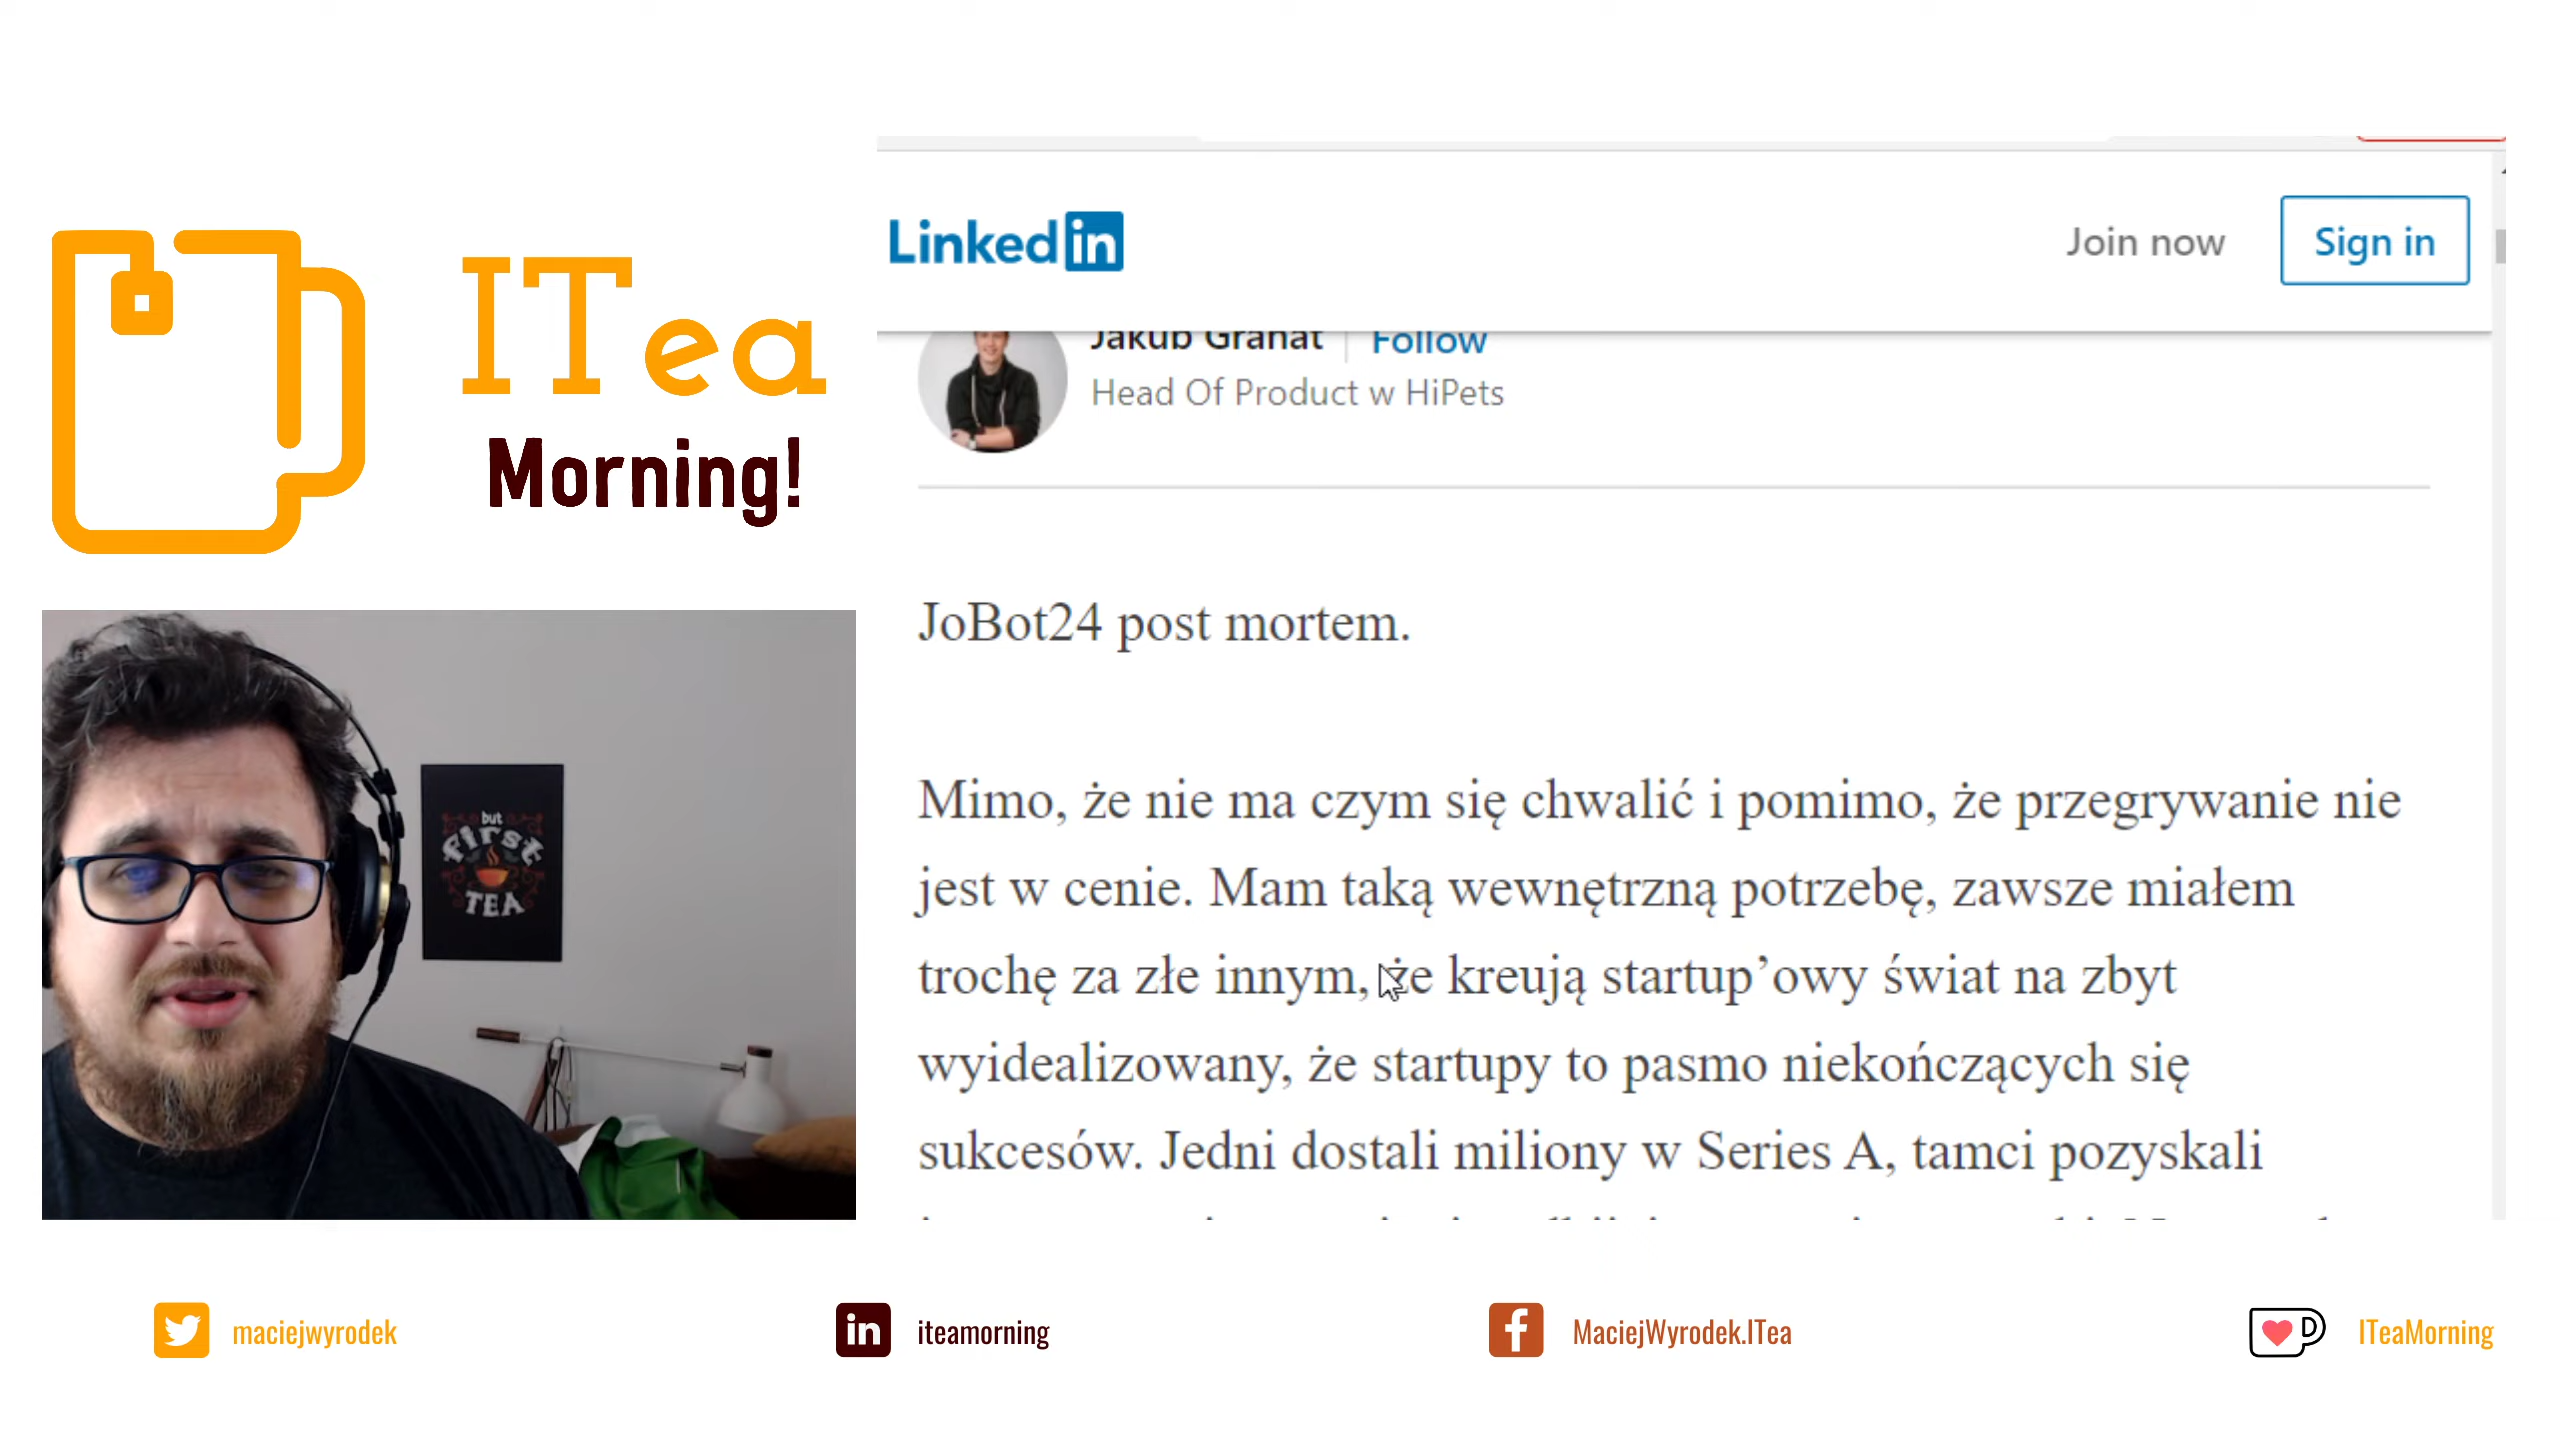 ITea
Morning!
Linked in
Join now
Sign in
Jakub Granat
Follow
Head Of Product w HiPets
JoBot24 post mortem.
Mimo, że nie ma czym się chwalić i pomimo, że przegrywanie nie
jest w cenie. Mam taką wewnętrzną potrzebę, zawsze miałem
trochę za złe innym, że kreują startup’owy świat na zbyt
wyidealizowany, że startupy to pasmo niekończących się
sukcesów. Jedni dostali miliony w Series A, tamci pozyskali
but
first
TEA
maciejwyrodek
in
iteamorning
MaciejWyrodek.ITea
ITeaMorning